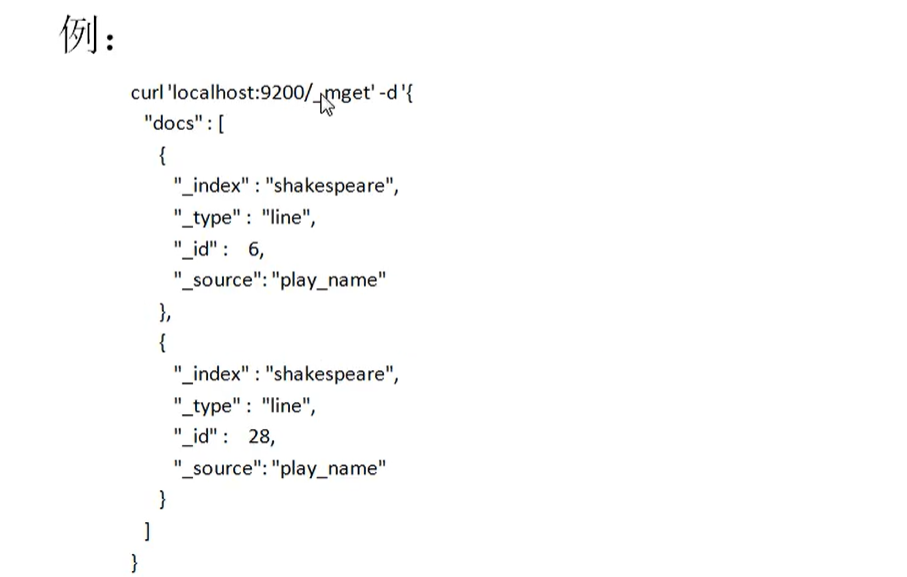 例：
curl 'localhost:9200/_mget' -d '{
"docs" : [
{
"_index" : "shakespeare",
"_type" : "line",
"_id" : 6,
"_source": "play_name"
},
{
"_index" : "shakespeare",
"_type" : "line",
"_id" : 28,
"_source": "play_name"
}
]
}